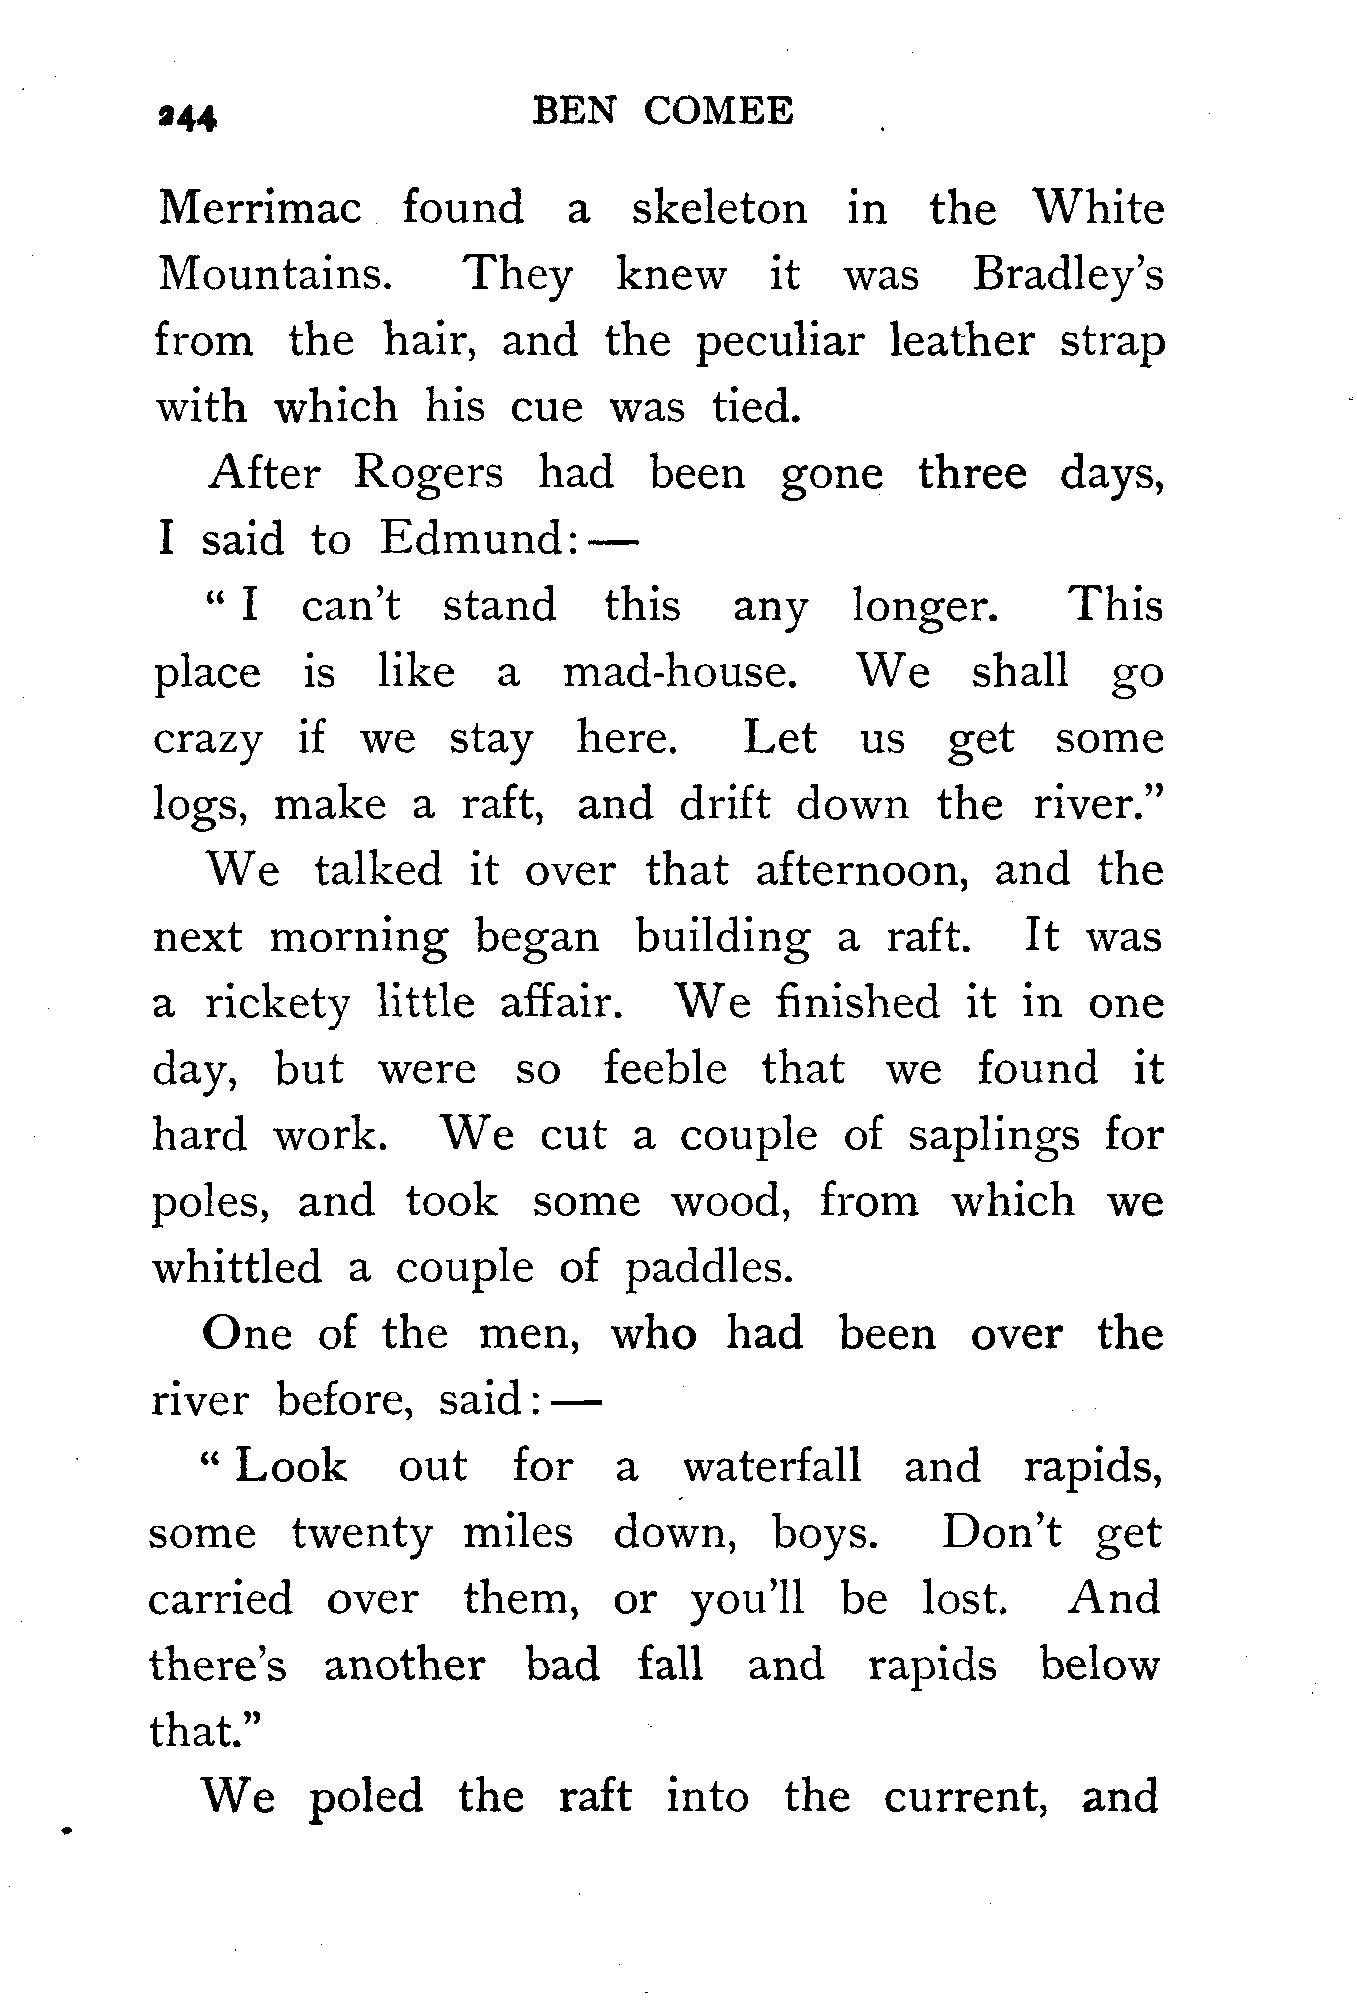 244 BEN COMEE
Merrimac found a skeleton in the White
Mountains. They knew it was Bradley's
from the hair, and the peculiar leather strap
with which his cue was tied.
After Rogers had been gone three days,
I said to Edmund: —
“ I can't stand this any longer. This
place is like a mad-house. We shall go
crazy if we stay here. Let us get some
logs, make a raft, and drift down the river.”
We talked it over that afternoon, and the
next morning began building a raft. It was
a rickety little affair. We finished it in one
day, but were so feeble that we found it
hard work. We cut a couple of saplings for
poles, and took some wood, from which we
whittled a couple of paddles.
One of the men, who had been over the
river before, said: —
“ Look out for a waterfall and rapids,
some twenty miles down, boys. Don't get
carried over them, or you'll be lost. And
there's another bad fall and rapids below
that.”
We poled the raft into the current, and